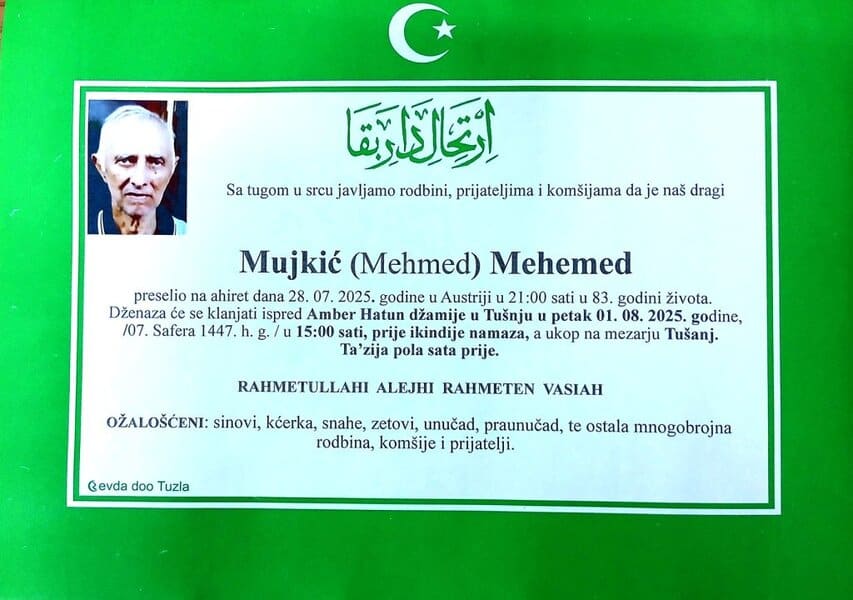 اِرْتِحَالِ دَارِ بَقَا
Sa tugom u srcu javljamo rodbini, prijateljima i komšijama da je naš dragi
Mujkić (Mehmed) Mehemed
preselio na ahiret dana 28. 07. 2025. godine u Austriji u 21:00 sati u 83. godini života.
Dženaza će se klanjati ispred Amber Hatun džamije u Tušnju u petak 01. 08. 2025. godine,
/07. Safera 1447. h. g. / u 15:00 sati, prije ikindije namaza, a ukop na mezarju Tušanj.
Ta'zija pola sata prije.
RAHMETULLAHI ALEJHI RAHMETEN VASIAH
OŽALOŠĆENI: sinovi, kćerka, snahe, zetovi, unučad, praunučad, te ostala mnogobrojna
rodbina, komšije i prijatelji.
evda doo Tuzla